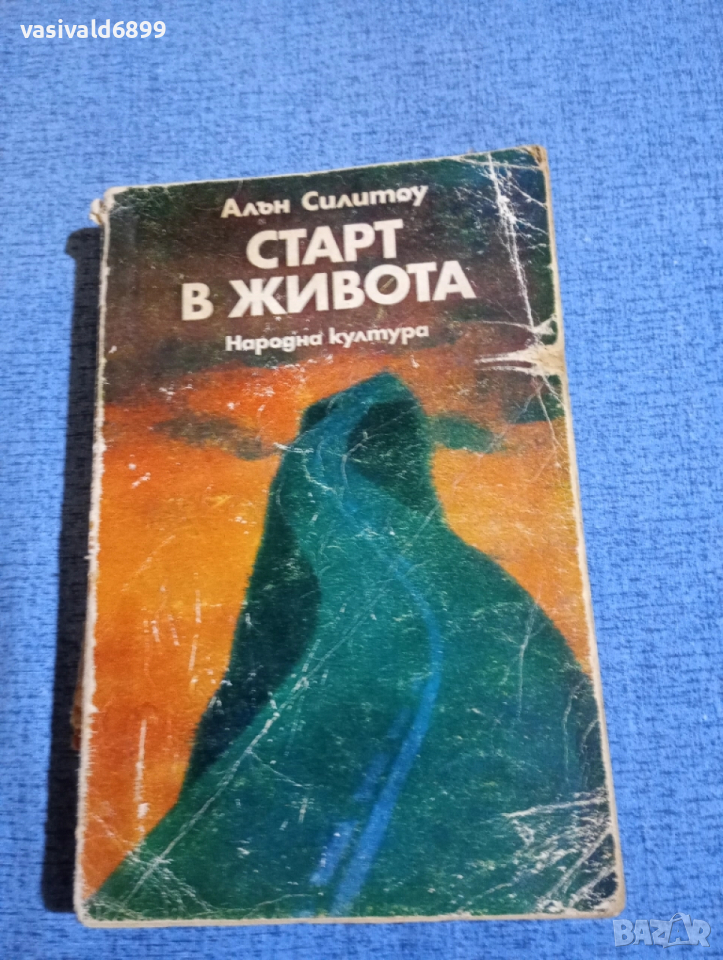 vasivald6899
Алън Силитоу
СТАРТ
В ЖИВОТА
Народна култура
BAZAR